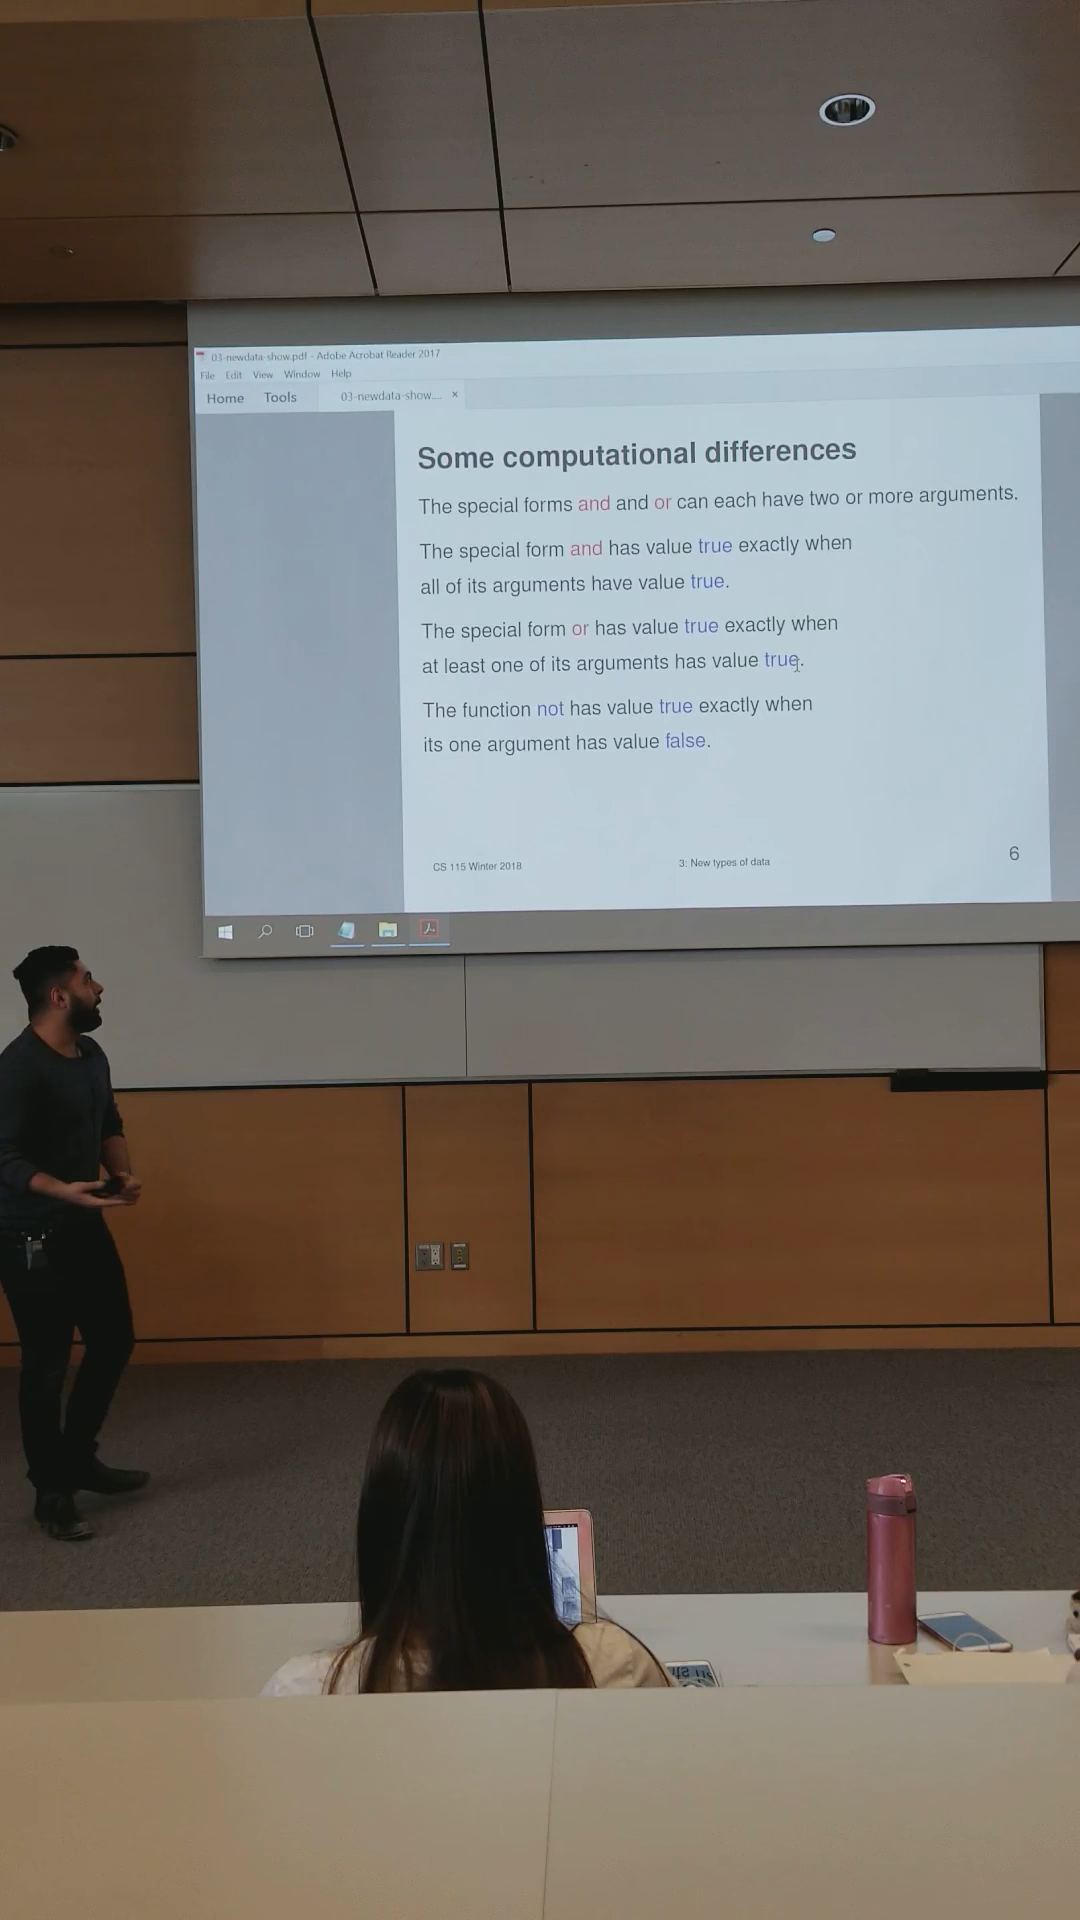 03-newdata-show.pdf - Adobe Acrobat Reader 2017
File Edit View Window Help
Home Tools 03-newdata-show.... ×
Some computational differences
The special forms and and or can each have two or more arguments.
The special form and has value true exactly when
all of its arguments have value true.
The special form or has value true exactly when
at least one of its arguments has value true.
The function not has value true exactly when
its one argument has value false.
CS 115 Winter 2018 3: New types of data 6